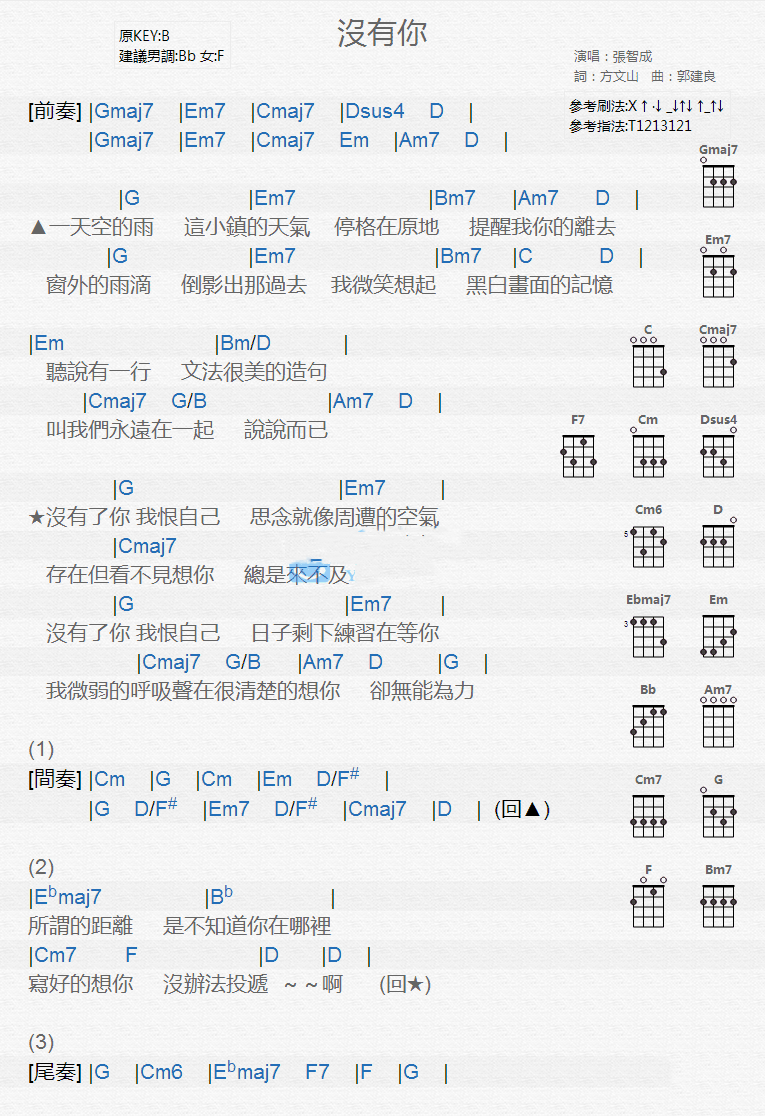 沒有你
原KEY:B
建議男調:Bb 女:F
演唱：張智成
詞：方文山　曲：郭建良
參考刷法:X↑·↓_↓↑↓↑_↑↓
參考指法:T1213121
[前奏] |Gmaj7 |Em7 |Cmaj7 |Dsus4 D |
|Gmaj7 |Em7 |Cmaj7 Em |Am7 D |
Gmaj7
|G |Em7 |Bm7 |Am7 D |
▲一天空的雨 這小鎮的天氣 停格在原地 提醒我你的離去
Em7
|G |Em7 |Bm7 |C D |
窗外的雨滴 倒影出那過去 我微笑想起 黑白畫面的記憶
C Cmaj7
|Em |Bm/D |
聽說有一行 文法很美的造句
|Cmaj7 G/B |Am7 D |
叫我們永遠在一起 說說而已
F7 Cm Dsus4
|G |Em7 |
★沒有了你 我恨自己 思念就像周遭的空氣
Cm6 D
5
|Cmaj7
存在但看不見想你 總是來不及
Ebmaj7 Em
3
|G |Em7 |
沒有了你 我恨自己 日子剩下練習在等你
|Cmaj7 G/B |Am7 D |G |
我微弱的呼吸聲在很清楚的想你 卻無能為力
Bb Am7
(1)
[間奏] |Cm |G |Cm |Em D/F# |
|G D/F# |Em7 D/F# |Cmaj7 |D | (回▲)
Cm7 G
(2)
F Bm7
|Ebmaj7 |Bb |
所謂的距離 是不知道你在哪裡
|Cm7 F |D |D |
寫好的想你 沒辦法投遞 ～～啊 (回★)
(3)
[尾奏] |G |Cm6 |Ebmaj7 F7 |F |G |